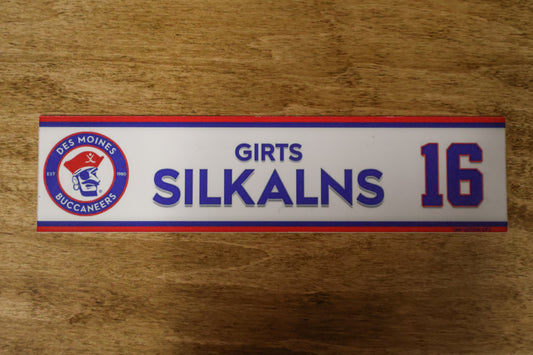 DES MOINES
EST 1980
BUCCANEERS
GIRTS
SILKALNS
16